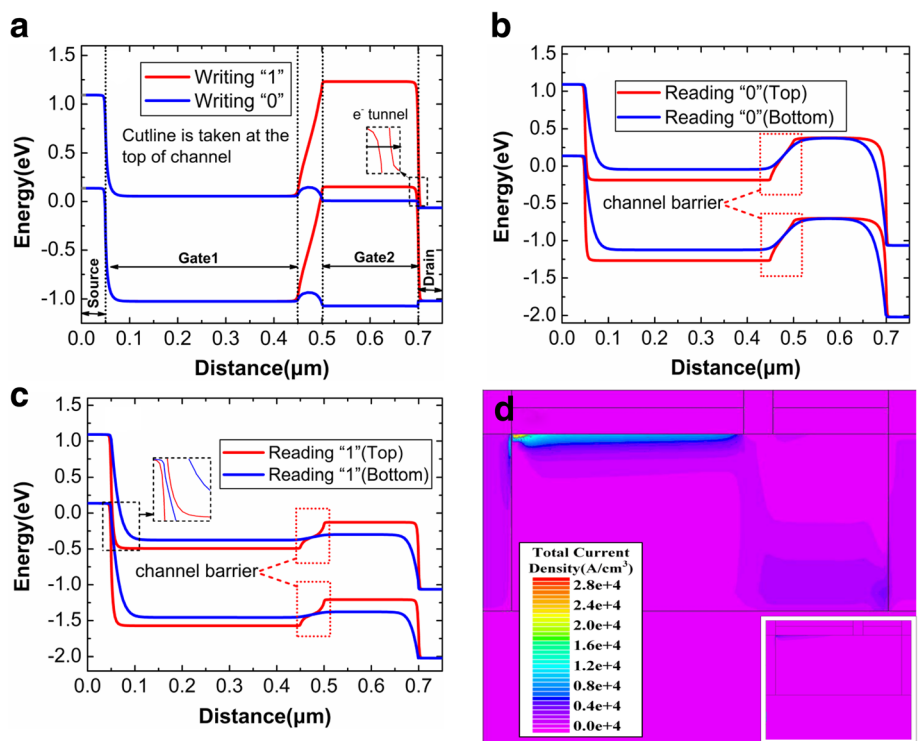 a
Energy(eV)
1.5
1.0
0.5
0.0
-0.5
-1.0
Writing "1"
Writing "0"
Cutline is taken at the
top of channel
e- tunnel
Source
Gate1
Gate2
Drain
0.0 0.1 0.2 0.3 0.4 0.5 0.6 0.7
Distance(μm)
b
Energy(eV)
1.5
1.0
0.5
0.0
-0.5
-1.0
-1.5
-2.0
Reading "0"(Top)
Reading "0"(Bottom)
channel barrier
0.0 0.1 0.2 0.3 0.4 0.5 0.6 0.7
Distance(μm)
c
Energy(eV)
1.5
1.0
0.5
0.0
-0.5
-1.0
-1.5
-2.0
Reading "1"(Top)
Reading "1"(Bottom)
channel barrier
0.0 0.1 0.2 0.3 0.4 0.5 0.6 0.7
Distance(μm)
d
Total Current
Density(A/cm³)
2.8e+4
2.4e+4
2.0e+4
1.6e+4
1.2e+4
0.8e+4
0.4e+4
0.0e+4